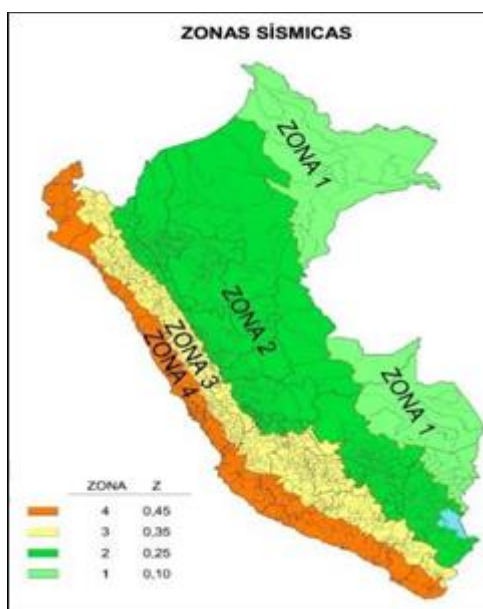 ZONAS SÍSMICAS
ZONA 1
ZONA 2
ZONA 3
ZONA 4
ZONA 1
ZONA Z
4 0,45
3 0,35
2 0,25
1 0,10